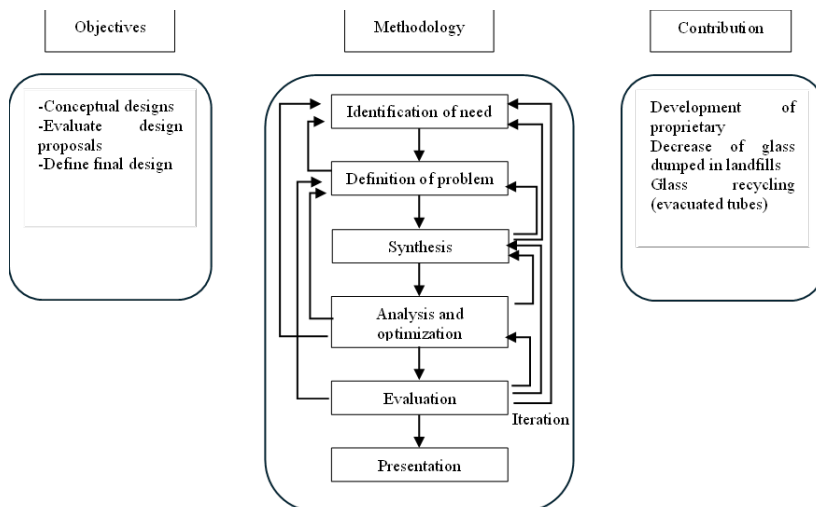 Objectives
Methodology
Contribution
-Conceptual designs
-Evaluate design
proposals
-Define final design
Identification of need
Definition of problem
Synthesis
Analysis and
optimization
Evaluation
Iteration
Presentation
Development of
proprietary
Decrease of glass
dumped in landfills
Glass recycling
(evacuated tubes)